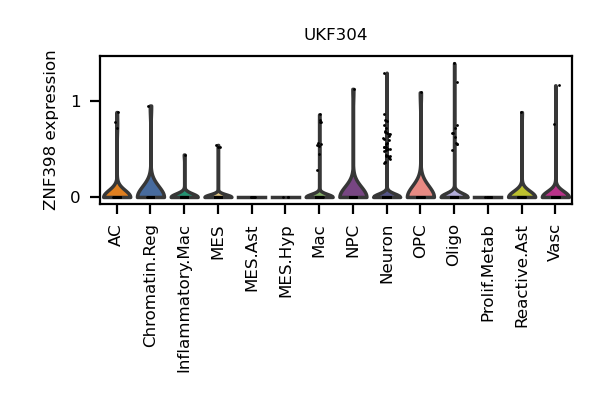 UKF304
ZNF398 expression
1
0
AC
Chromatin.Reg
Inflammatory.Mac
MES
MES.Ast
MES.Hyp
Mac
NPC
Neuron
OPC
Oligo
Prolif.Metab
Reactive.Ast
Vasc